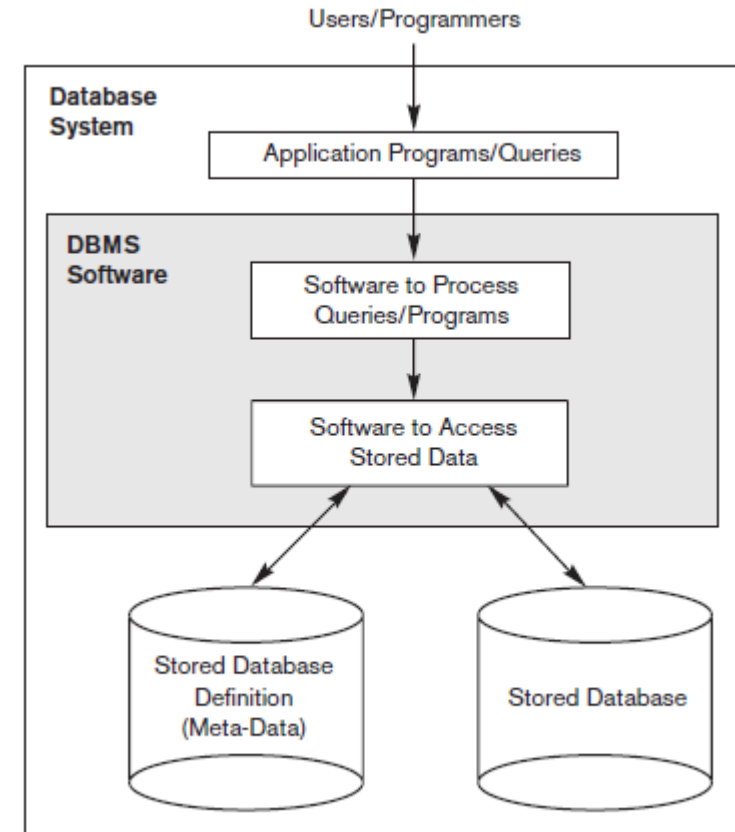 Users/Programmers
Database
System
Application Programs/Queries
DBMS
Software
Software to Process
Queries/Programs
Software to Access
Stored Data
Stored Database
Definition
(Meta-Data)
Stored Database